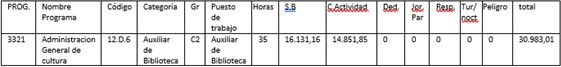 PROG. Nombre Programa Código Categoría Gr Puesto de trabajo Horas S.B C.Actividad Ded. Jor. Par Resp. Tur/noct Peligro total
3321 Administracion General de cultura 12.D.6 Auxiliar de Biblioteca C2 Auxiliar de Biblioteca 35 16.131,16 14.851,85 0 0 0 0 0 30.983,01